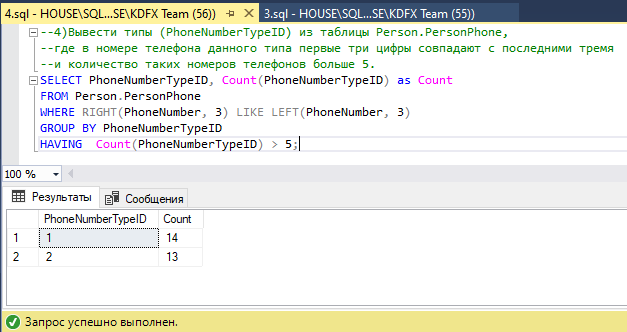 4.sql - HOUSE\SQL...SE\KDFX Team (56))
3.sql - HOUSE\SQL...SE\KDFX Team (55))
--4)Вывести типы (PhoneNumberTypeID) из таблицы Person.PersonPhone,
--где в номере телефона данного типа первые три цифры совпадают с последними тремя
--и количество таких номеров телефонов больше 5.
SELECT PhoneNumberTypeID, Count(PhoneNumberTypeID) as Count
FROM Person.PersonPhone
WHERE RIGHT(PhoneNumber, 3) LIKE LEFT(PhoneNumber, 3)
GROUP BY PhoneNumberTypeID
HAVING  Count(PhoneNumberTypeID) > 5;
100 %
Результаты Сообщения
PhoneNumberTypeID Count
1 1 14
2 2 13
Запрос успешно выполнен.